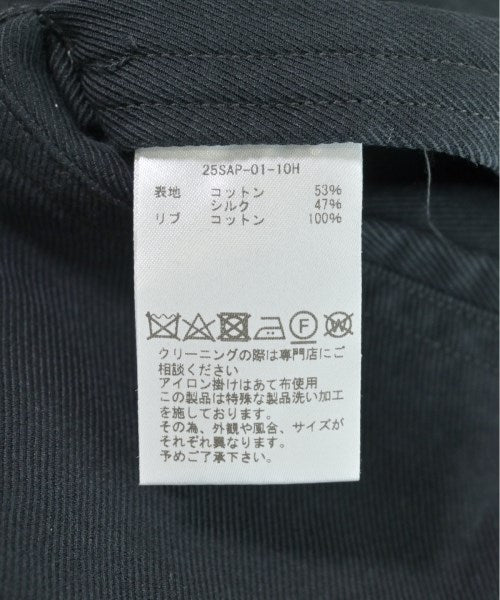 25SAP-01-10H
表地 コットン 53%
シルク 47%
リブ コットン 100%
F W
クリーニングの際は専門店にご
相談ください
アイロン掛けはあて布使用
この製品は特殊な製品洗い加工
を施しております。
その為、外観や風合、サイズが
それぞれ異なります。
予めご了承下さい。